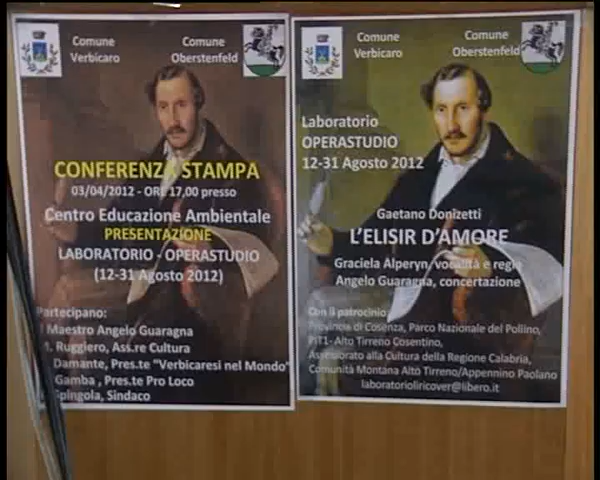 Comune
Verbicaro
Comune
Oberstenfeld
CONFERENZA STAMPA
03/04/2012 - ORE 17,00 presso
Centro Educazione Ambientale
PRESENTAZIONE
LABORATORIO - OPERASTUDIO
(12-31 Agosto 2012)
Partecipano:
Maestro Angelo Guaragna
. Ruggiero, Ass.re Cultura
Damante, Pres.te "Verbicaresi nel Mondo"
Gamba , Pres.te Pro Loco
Spingola, Sindaco
Comune
Verbicaro
Comune
Oberstenfeld
Laboratorio
OPERASTUDIO
12-31 Agosto 2012
Gaetano Donizetti
L'ELISIR D'AMORE
Graciela Alperyn, vocalità e regia
Angelo Guaragna, concertazione
Con il patrocinio:
Provincia di Cosenza, Parco Nazionale del Pollino,
PIT1- Alto Tirreno Cosentino,
Assessorato alla Cultura della Regione Calabria,
Comunità Montana Alto Tirreno/Appennino Paolano
laboratorioliricover@libero.it